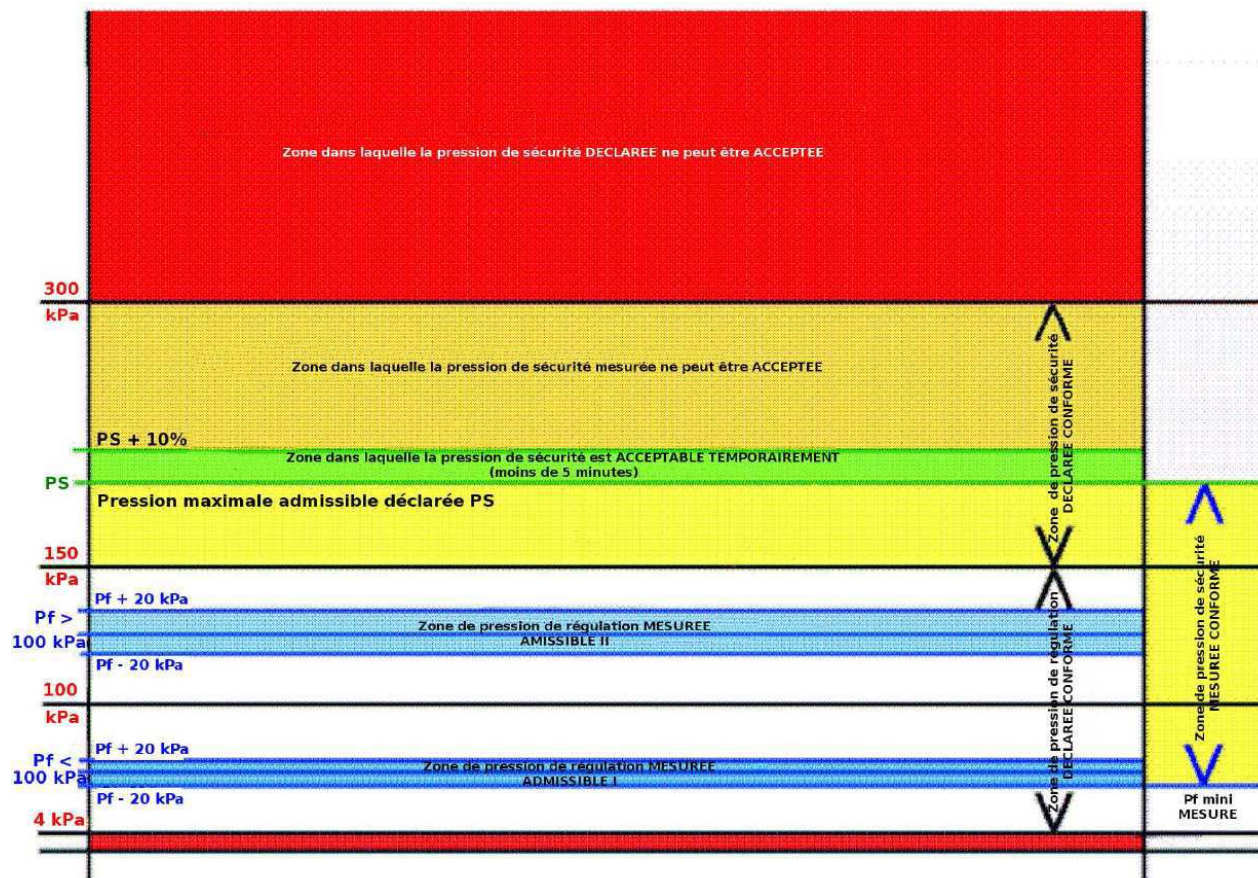 Zone dans laquelle la pression de sécurité DECLAREE ne peut être ACCEPTEE
300
kPa
Zone dans laquelle la pression de sécurité mesurée ne peut être ACCEPTEE
Zone de pression de sécurité
DECLAREE CONFORME
PS + 10%
Zone dans laquelle la pression de sécurité est ACCEPTABLE TEMPORAIREMENT
(moins de 5 minutes)
PS
Pression maximale admissible déclarée PS
150
kPa
Pf + 20 kPa
Pf >
100 kPa
Zone de pression de régulation MESUREE
AMISSIBLE II
Pf - 20 kPa
Zone de pression de régulation
DECLAREE CONFORME
Zone de pression de sécurité
MESUREE CONFORME
100
kPa
Pf + 20 kPa
Pf <
100 kPa
Zone de pression de régulation MESUREE
ADMISSIBLE I
Pf - 20 kPa
Pf mini
MESURE
4 kPa